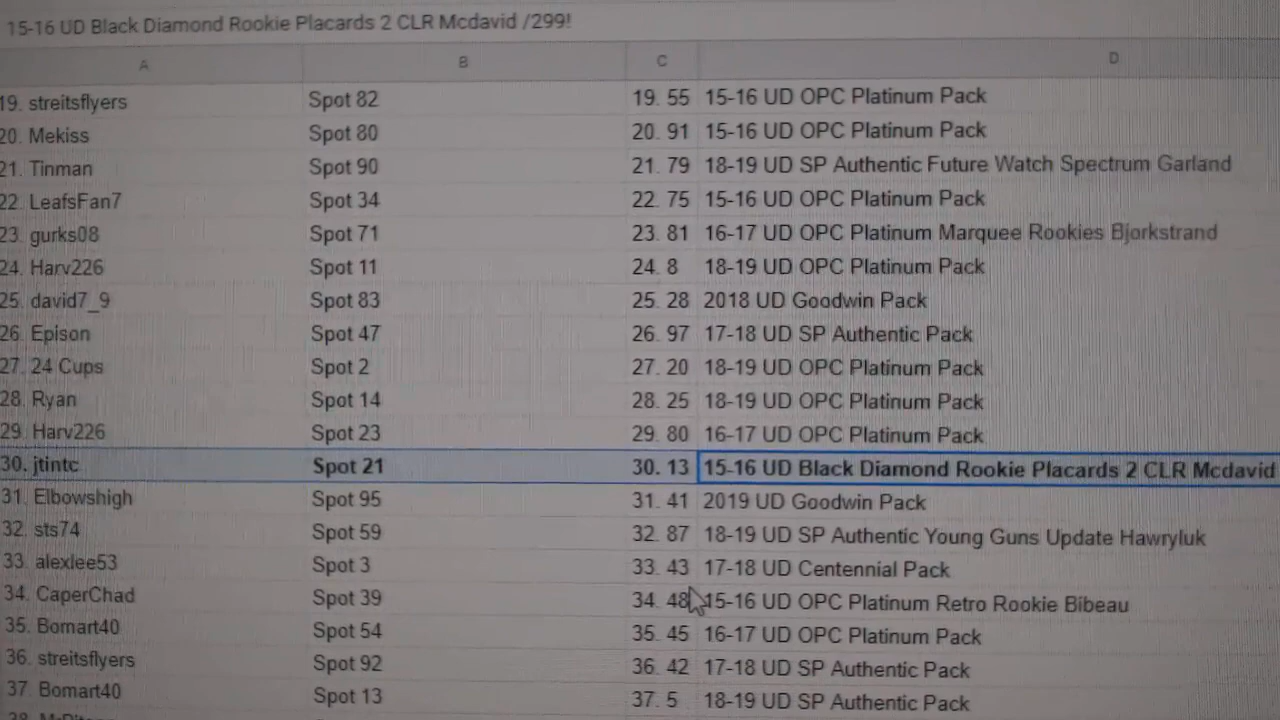 15-16 UD Black Diamond Rookie Placards 2 CLR Mcdavid /299!
A B C D
19. streitsflyers Spot 82 19. 55 15-16 UD OPC Platinum Pack
20. Mekiss Spot 80 20. 91 15-16 UD OPC Platinum Pack
21. Tinman Spot 90 21. 79 18-19 UD SP Authentic Future Watch Spectrum Garland
22. LeafsFan7 Spot 34 22. 75 15-16 UD OPC Platinum Pack
23. gurks08 Spot 71 23. 81 16-17 UD OPC Platinum Marquee Rookies Bjorkstrand
24. Harv226 Spot 11 24. 8 18-19 UD OPC Platinum Pack
25. david7_9 Spot 83 25. 28 2018 UD Goodwin Pack
26. Epison Spot 47 26. 97 17-18 UD SP Authentic Pack
27. 24 Cups Spot 2 27. 20 18-19 UD OPC Platinum Pack
28. Ryan Spot 14 28. 25 18-19 UD OPC Platinum Pack
29. Harv226 Spot 23 29. 80 16-17 UD OPC Platinum Pack
30. jtintc Spot 21 30. 13 15-16 UD Black Diamond Rookie Placards 2 CLR Mcdavid
31. Elbowshigh Spot 95 31. 41 2019 UD Goodwin Pack
32. sts74 Spot 59 32. 87 18-19 UD SP Authentic Young Guns Update Hawryluk
33. alexlee53 Spot 3 33. 43 17-18 UD Centennial Pack
34. CaperChad Spot 39 34. 48 15-16 UD OPC Platinum Retro Rookie Bibeau
35. Bomart40 Spot 54 35. 45 16-17 UD OPC Platinum Pack
36. streitsflyers Spot 92 36. 42 17-18 UD SP Authentic Pack
37. Bomart40 Spot 13 37. 5 18-19 UD SP Authentic Pack